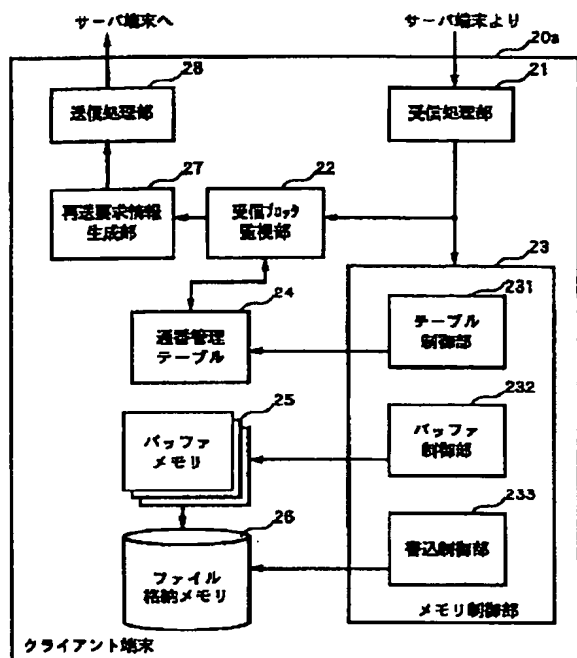 サーバ端末へ
サーバ端末より
20a
28
送信処理部
21
受信処理部
27
再送要求情報
生成部
22
受信ブロック
監視部
23
24
通番管理
テーブル
231
テーブル
制御部
25
バッファ
メモリ
232
バッファ
制御部
26
ファイル
格納メモリ
233
書込制御部
メモリ制御部
クライアント端末